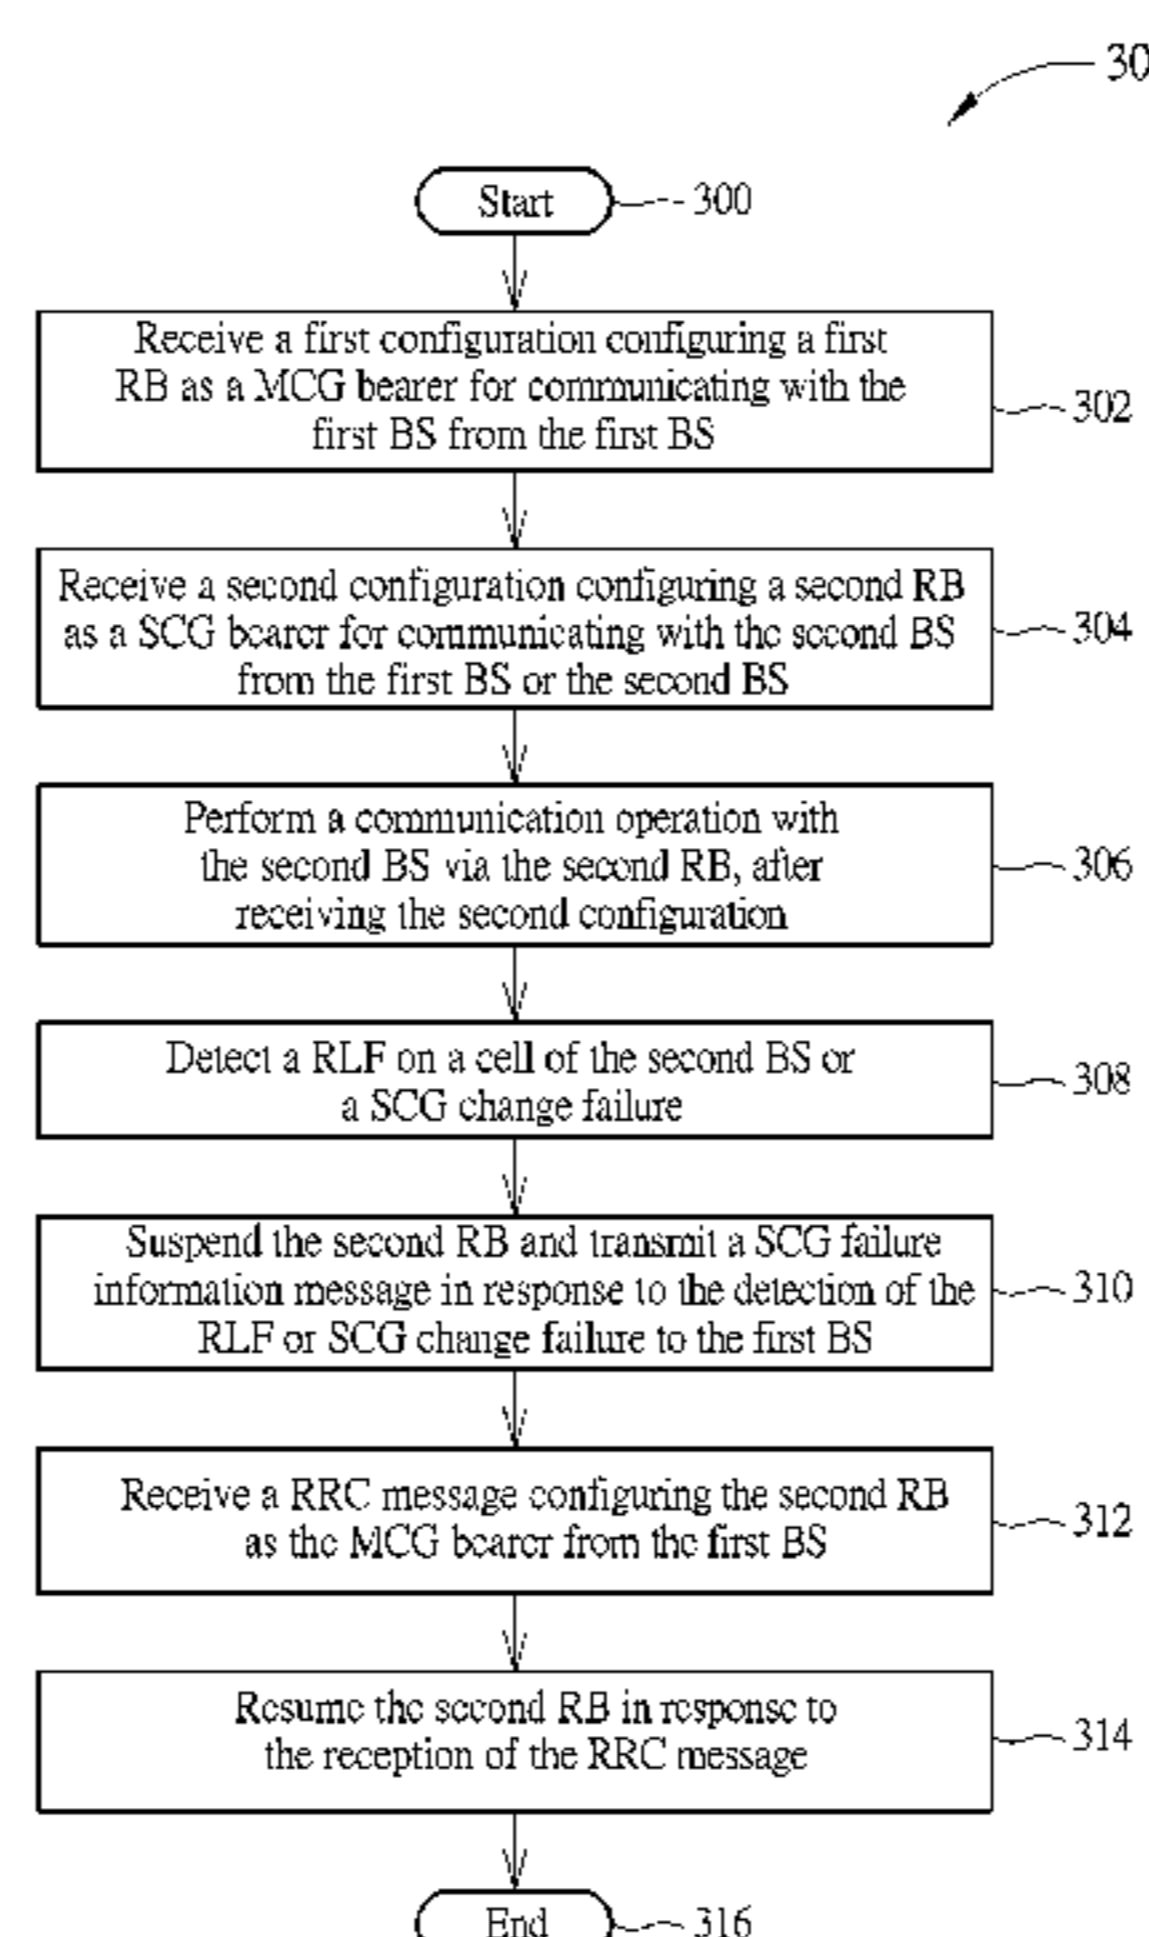 30
Start
300
Receive a first configuration configuring a first
RB as a MCG bearer for communicating with the
first BS from the first BS
302
Receive a second configuration configuring a second RB
as a SCG bearer for communicating with the second BS
from the first BS or the second BS
304
Perform a communication operation with
the second BS via the second RB, after
receiving the second configuration
306
Detect a RLF on a cell of the second BS or
a SCG change failure
308
Suspend the second RB and transmit a SCG failure
information message in response to the detection of the
RLF or SCG change failure to the first BS
310
Receive a RRC message configuring the second RB
as the MCG bearer from the first BS
312
Resume the second RB in response to
the reception of the RRC message
314
End
316